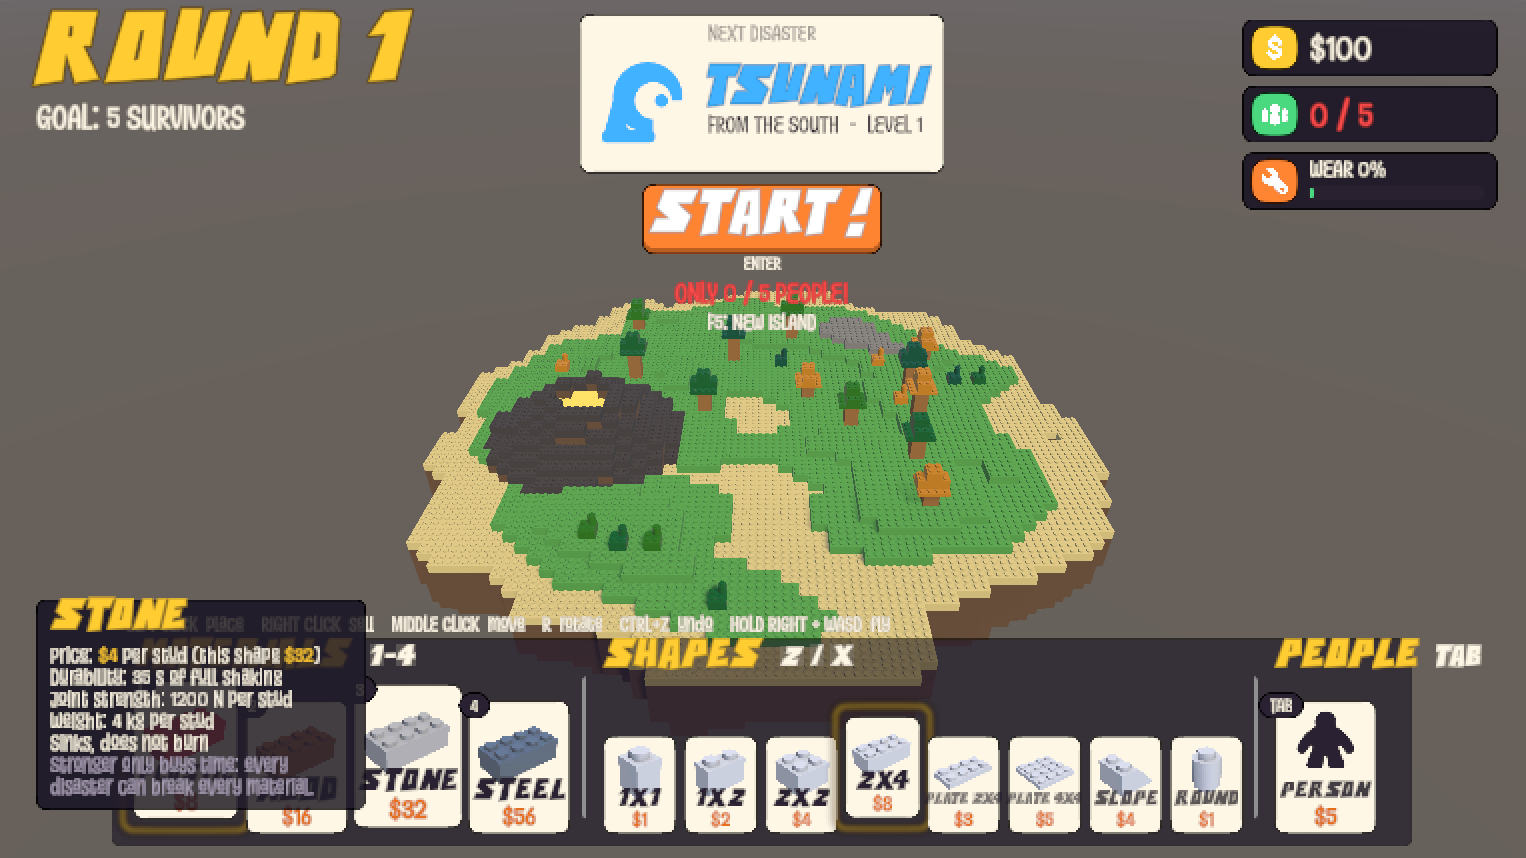 ROUND 1
GOAL: 5 SURVIVORS
NEXT DISASTER
TSUNAMI
FROM THE SOUTH - LEVEL 1
START!
ENTER
ONLY 0 / 5 PEOPLE!
F5: NEW ISLAND
$100
0 / 5
WEAR 0%
RIGHT CLICK sell MIDDLE CLICK move R rotate CTRL+Z undo HOLD RIGHT + WASD fly
STONE
Price: $4 per stud (this shape $32)
Durability: 35 s of full shaking
Joint strength: 1200 N per stud
Weight: 4 kg per stud
Sinks, does not burn
Stronger only buys time: every
disaster can break every material.
1-4
$8
$16
3
STONE
$32
4
STEEL
$56
SHAPES Z / X
1X1
$1
1X2
$2
2X2
$4
2X4
$8
PLATE 2X4
$3
PLATE 4X4
$5
SLOPE
$4
ROUND
$1
PEOPLE TAB
TAB
PERSON
$5